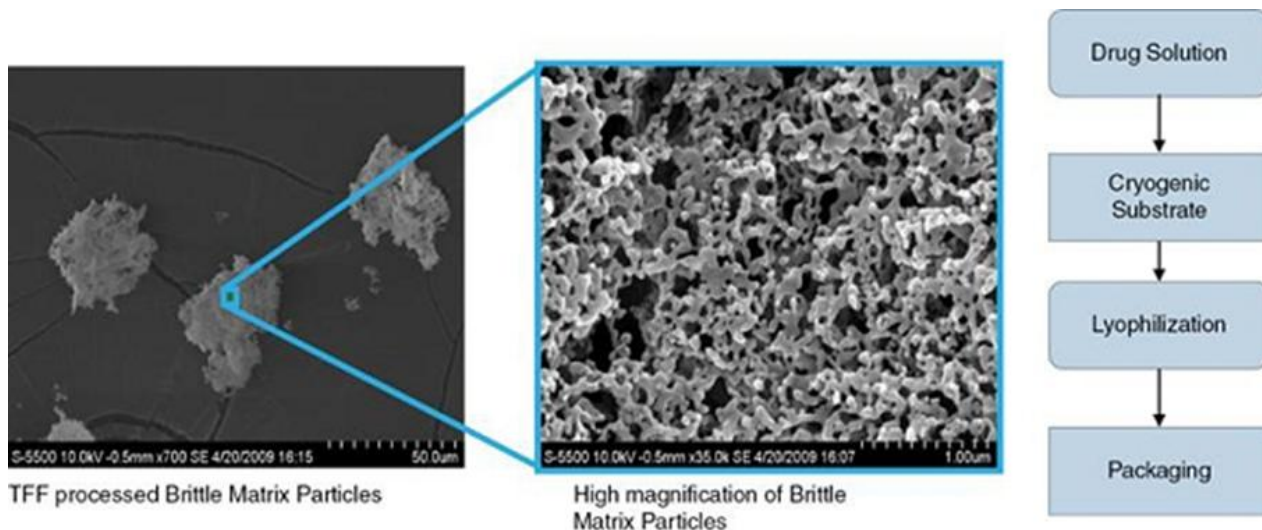 S-5500 10.0kV -0.5mm x700 SE 4/20/2009 16:15
50.0um
TFF processed Brittle Matrix Particles
S-5500 10.0kV -0.5mm x35.0k SE 4/20/2009 16:07
1.00um
High magnification of Brittle
Matrix Particles
Drug Solution
Cryogenic
Substrate
Lyophilization
Packaging